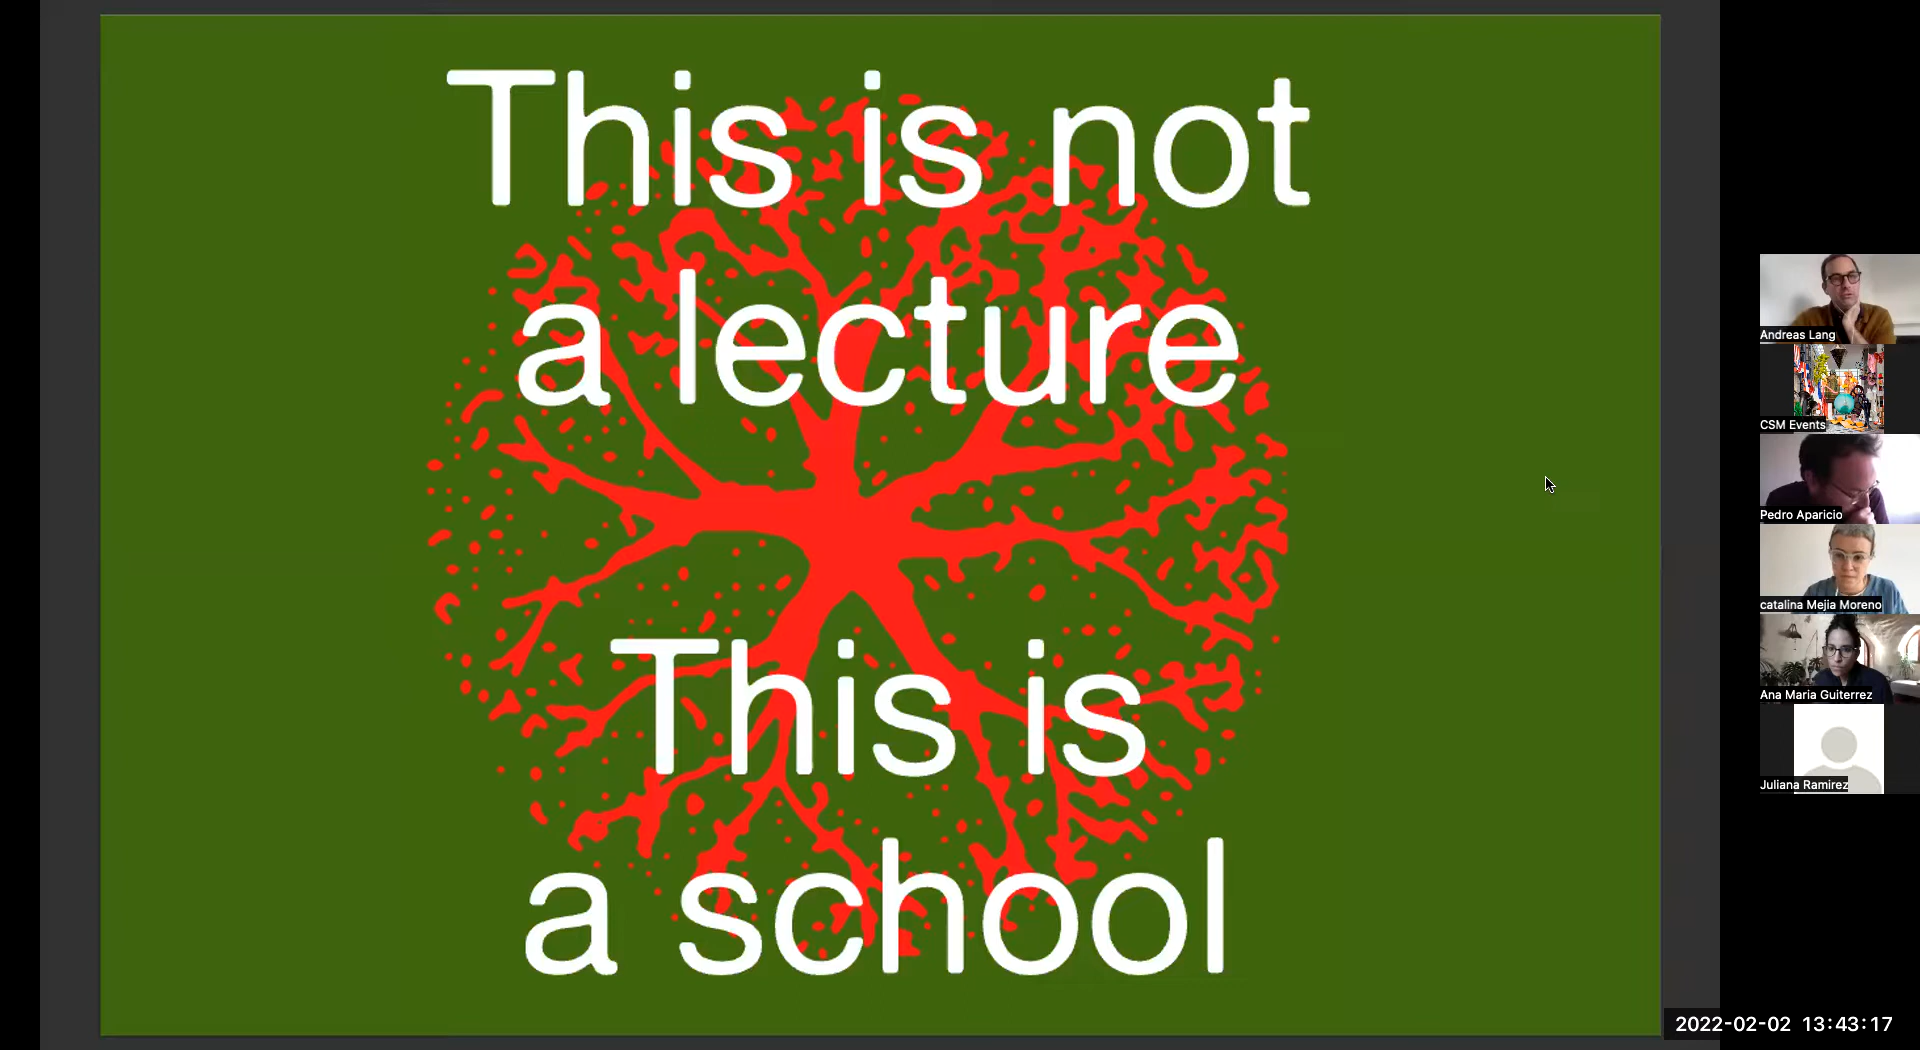 This is not
a lecture
This is
a school
Andreas Lang
CSM Events
Pedro Aparicio
catalina Mejia Moreno
Ana Maria Guiterrez
Juliana Ramirez
2022-02-02 13:43:17